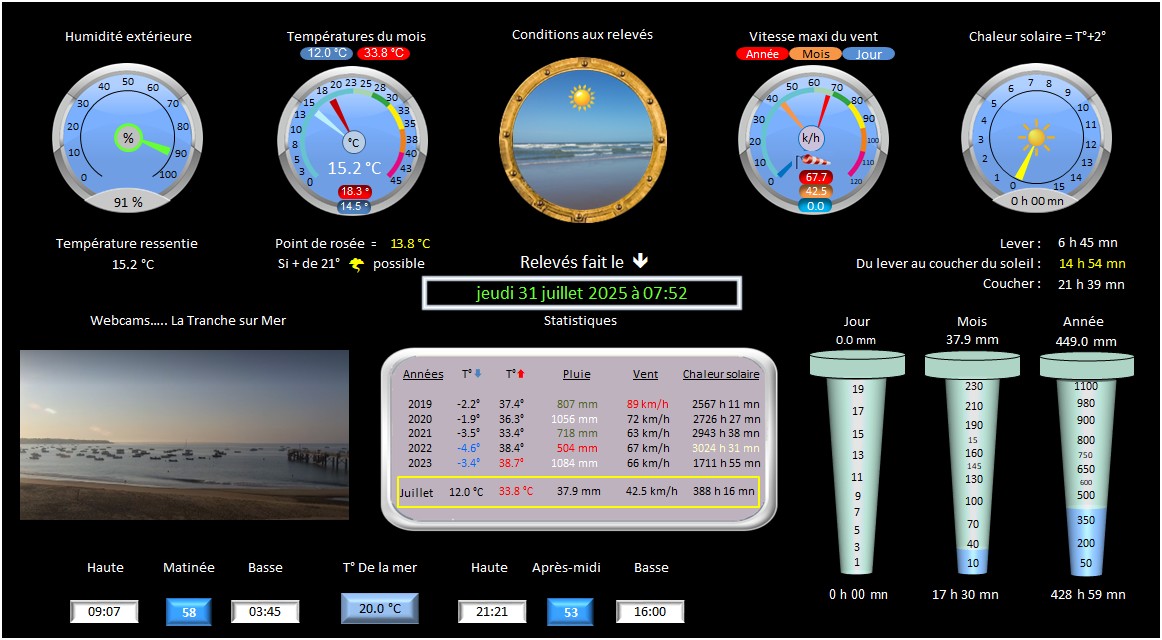 Humidité extérieure
Températures du mois
Conditions aux relevés
Vitesse maxi du vent
Chaleur solaire = T°+2°
12.0 °C 33.8 °C
Année Mois Jour
0 10 20 30 40 50 60 70 80 90 100
%
91 %
0 3 5 8 10 13 15 18 20 23 25 28 30 33 35 38 40 43 45
°C
15.2 °C
18.3 °
14.5 °
0 10 20 30 40 50 60 70 80 90 100 110 120
k/h
67.7
42.5
0.0
0 1 2 3 4 5 6 7 8 9 10 11 12 13 14 15
0 h 00 mn
Température ressentie
15.2 °C
Point de rosée = 13.8 °C
Si + de 21° possible
Relevés fait le
jeudi 31 juillet 2025 à 07:52
Lever : 6 h 45 mn
Du lever au coucher du soleil : 14 h 54 mn
Coucher : 21 h 39 mn
Webcams..... La Tranche sur Mer
Statistiques
Années T° T° Pluie Vent Chaleur solaire
2019 -2.2° 37.4° 807 mm 89 km/h 2567 h 11 mn
2020 -1.9° 36.3° 1056 mm 72 km/h 2726 h 27 mn
2021 -3.5° 33.4° 718 mm 63 km/h 2943 h 38 mn
2022 -4.6° 38.4° 504 mm 67 km/h 3024 h 31 mn
2023 -3.4° 38.7° 1084 mm 66 km/h 1711 h 55 mn
Juillet 12.0 °C 33.8 °C 37.9 mm 42.5 km/h 388 h 16 mn
Jour
0.0 mm
19
17
15
13
11
9
7
5
3
1
0 h 00 mn
Mois
37.9 mm
230
210
190
15
160
145
130
100
70
40
10
17 h 30 mn
Année
449.0 mm
1100
980
900
800
750
650
600
500
350
200
50
428 h 59 mn
Haute Matinée Basse T° De la mer Haute Après-midi Basse
09:07 58 03:45 20.0 °C 21:21 53 16:00